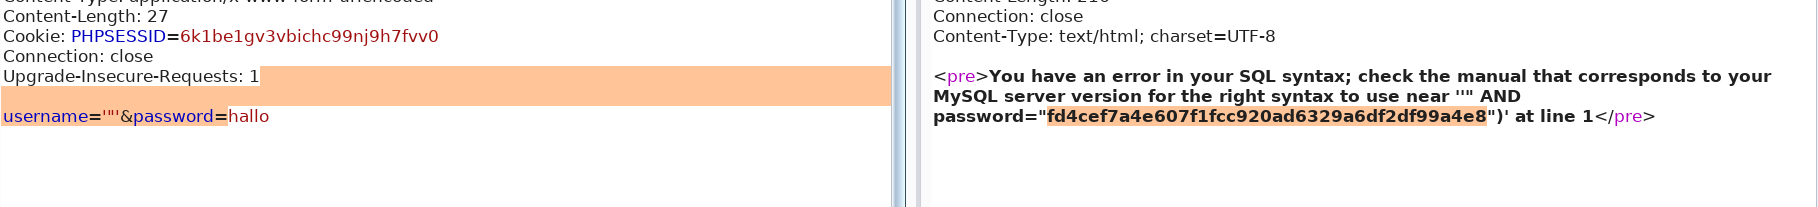 Content-Length: 27
Cookie: PHPSESSID=6k1be1gv3vbichc99nj9h7fvv0
Connection: close
Upgrade-Insecure-Requests: 1
username='"'&password=hallo
Connection: close
Content-Type: text/html; charset=UTF-8
<pre>You have an error in your SQL syntax; check the manual that corresponds to your
MySQL server version for the right syntax to use near ''" AND
password="fd4cef7a4e607f1fcc920ad6329a6df2df99a4e8")' at line 1</pre>